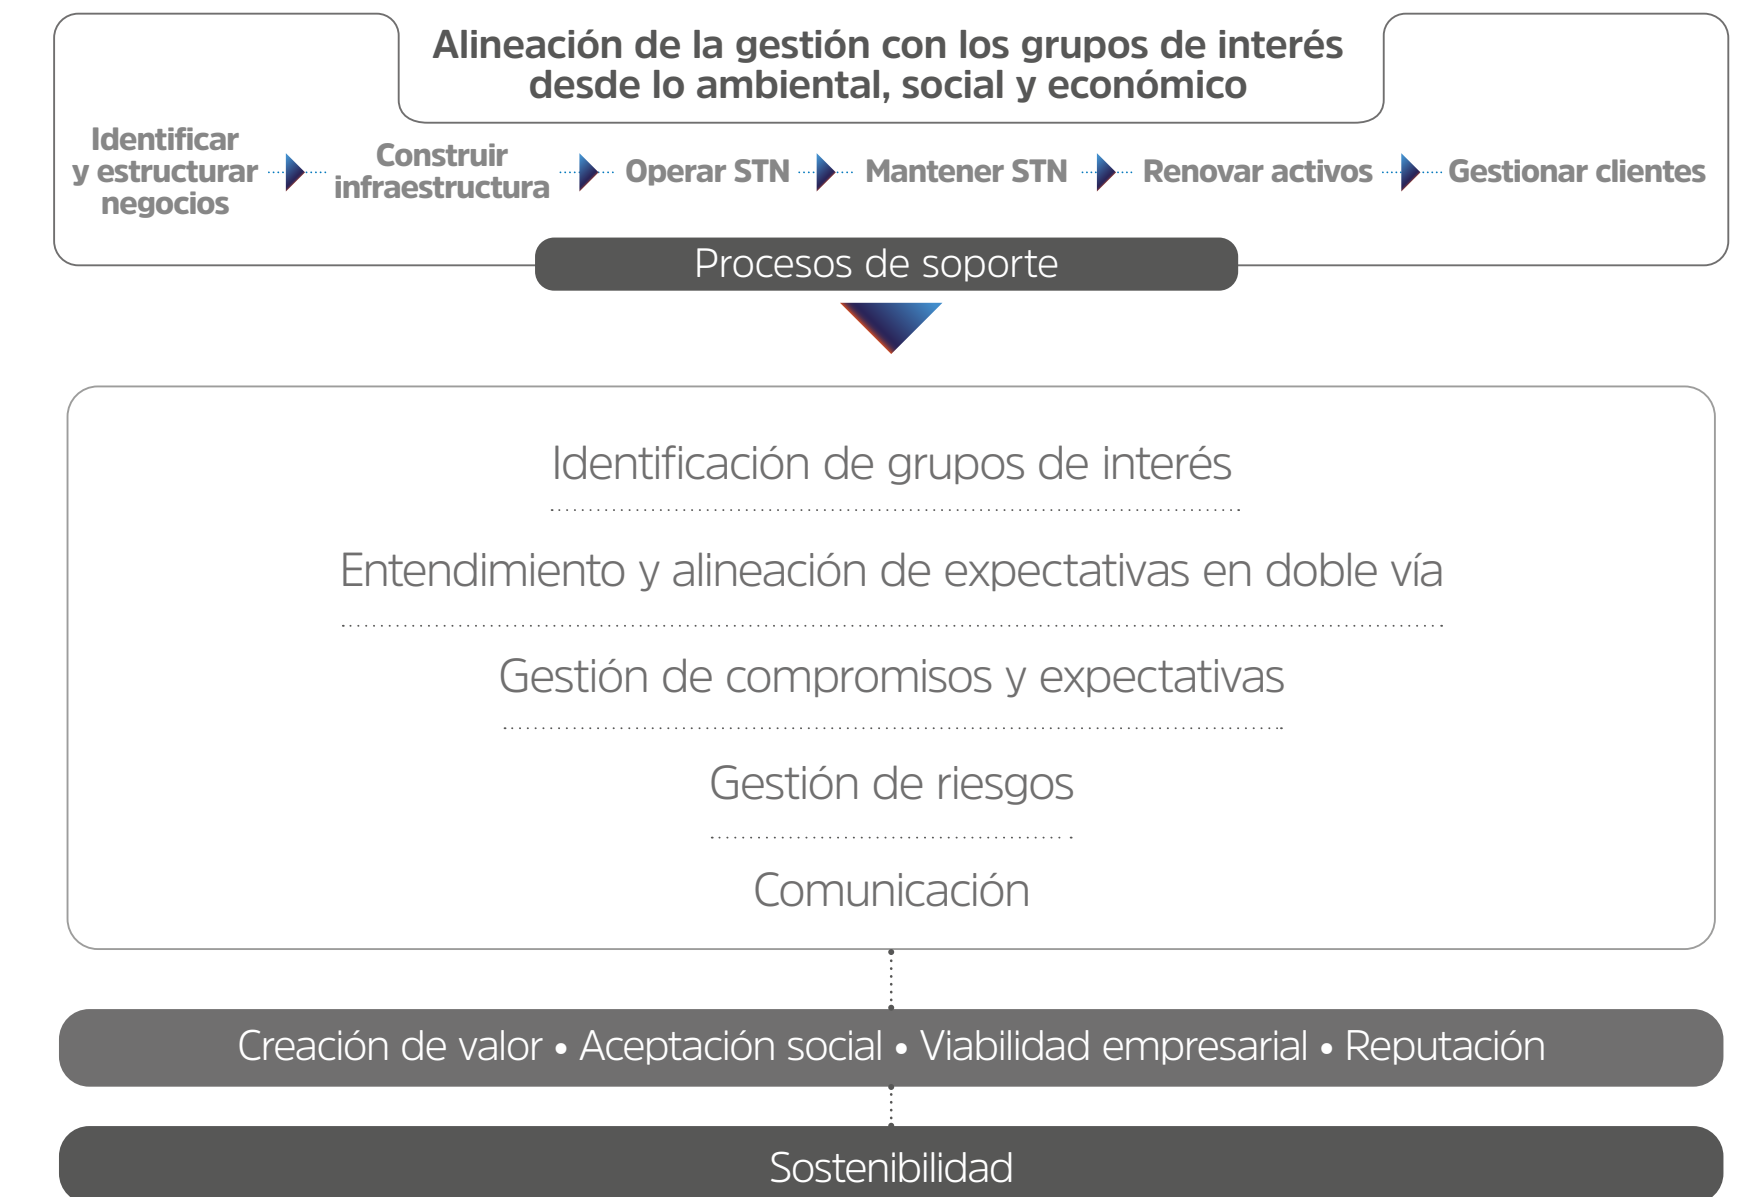 Alineación de la gestión con los grupos de interés
desde lo ambiental, social y económico
Identificar
y estructurar
negocios
Construir
infraestructura
Operar STN
Mantener STN
Renovar activos
Gestionar clientes
Procesos de soporte
Identificación de grupos de interés
Entendimiento y alineación de expectativas en doble vía
Gestión de compromisos y expectativas
Gestión de riesgos
Comunicación
Creación de valor • Aceptación social • Viabilidad empresarial • Reputación
Sostenibilidad